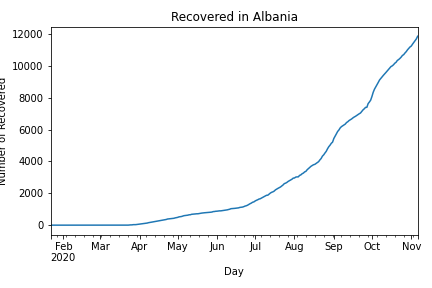 Recovered in Albania
Number of Recovered
12000
10000
8000
6000
4000
2000
0
Feb Mar Apr May Jun Jul Aug Sep Oct Nov
2020
Day